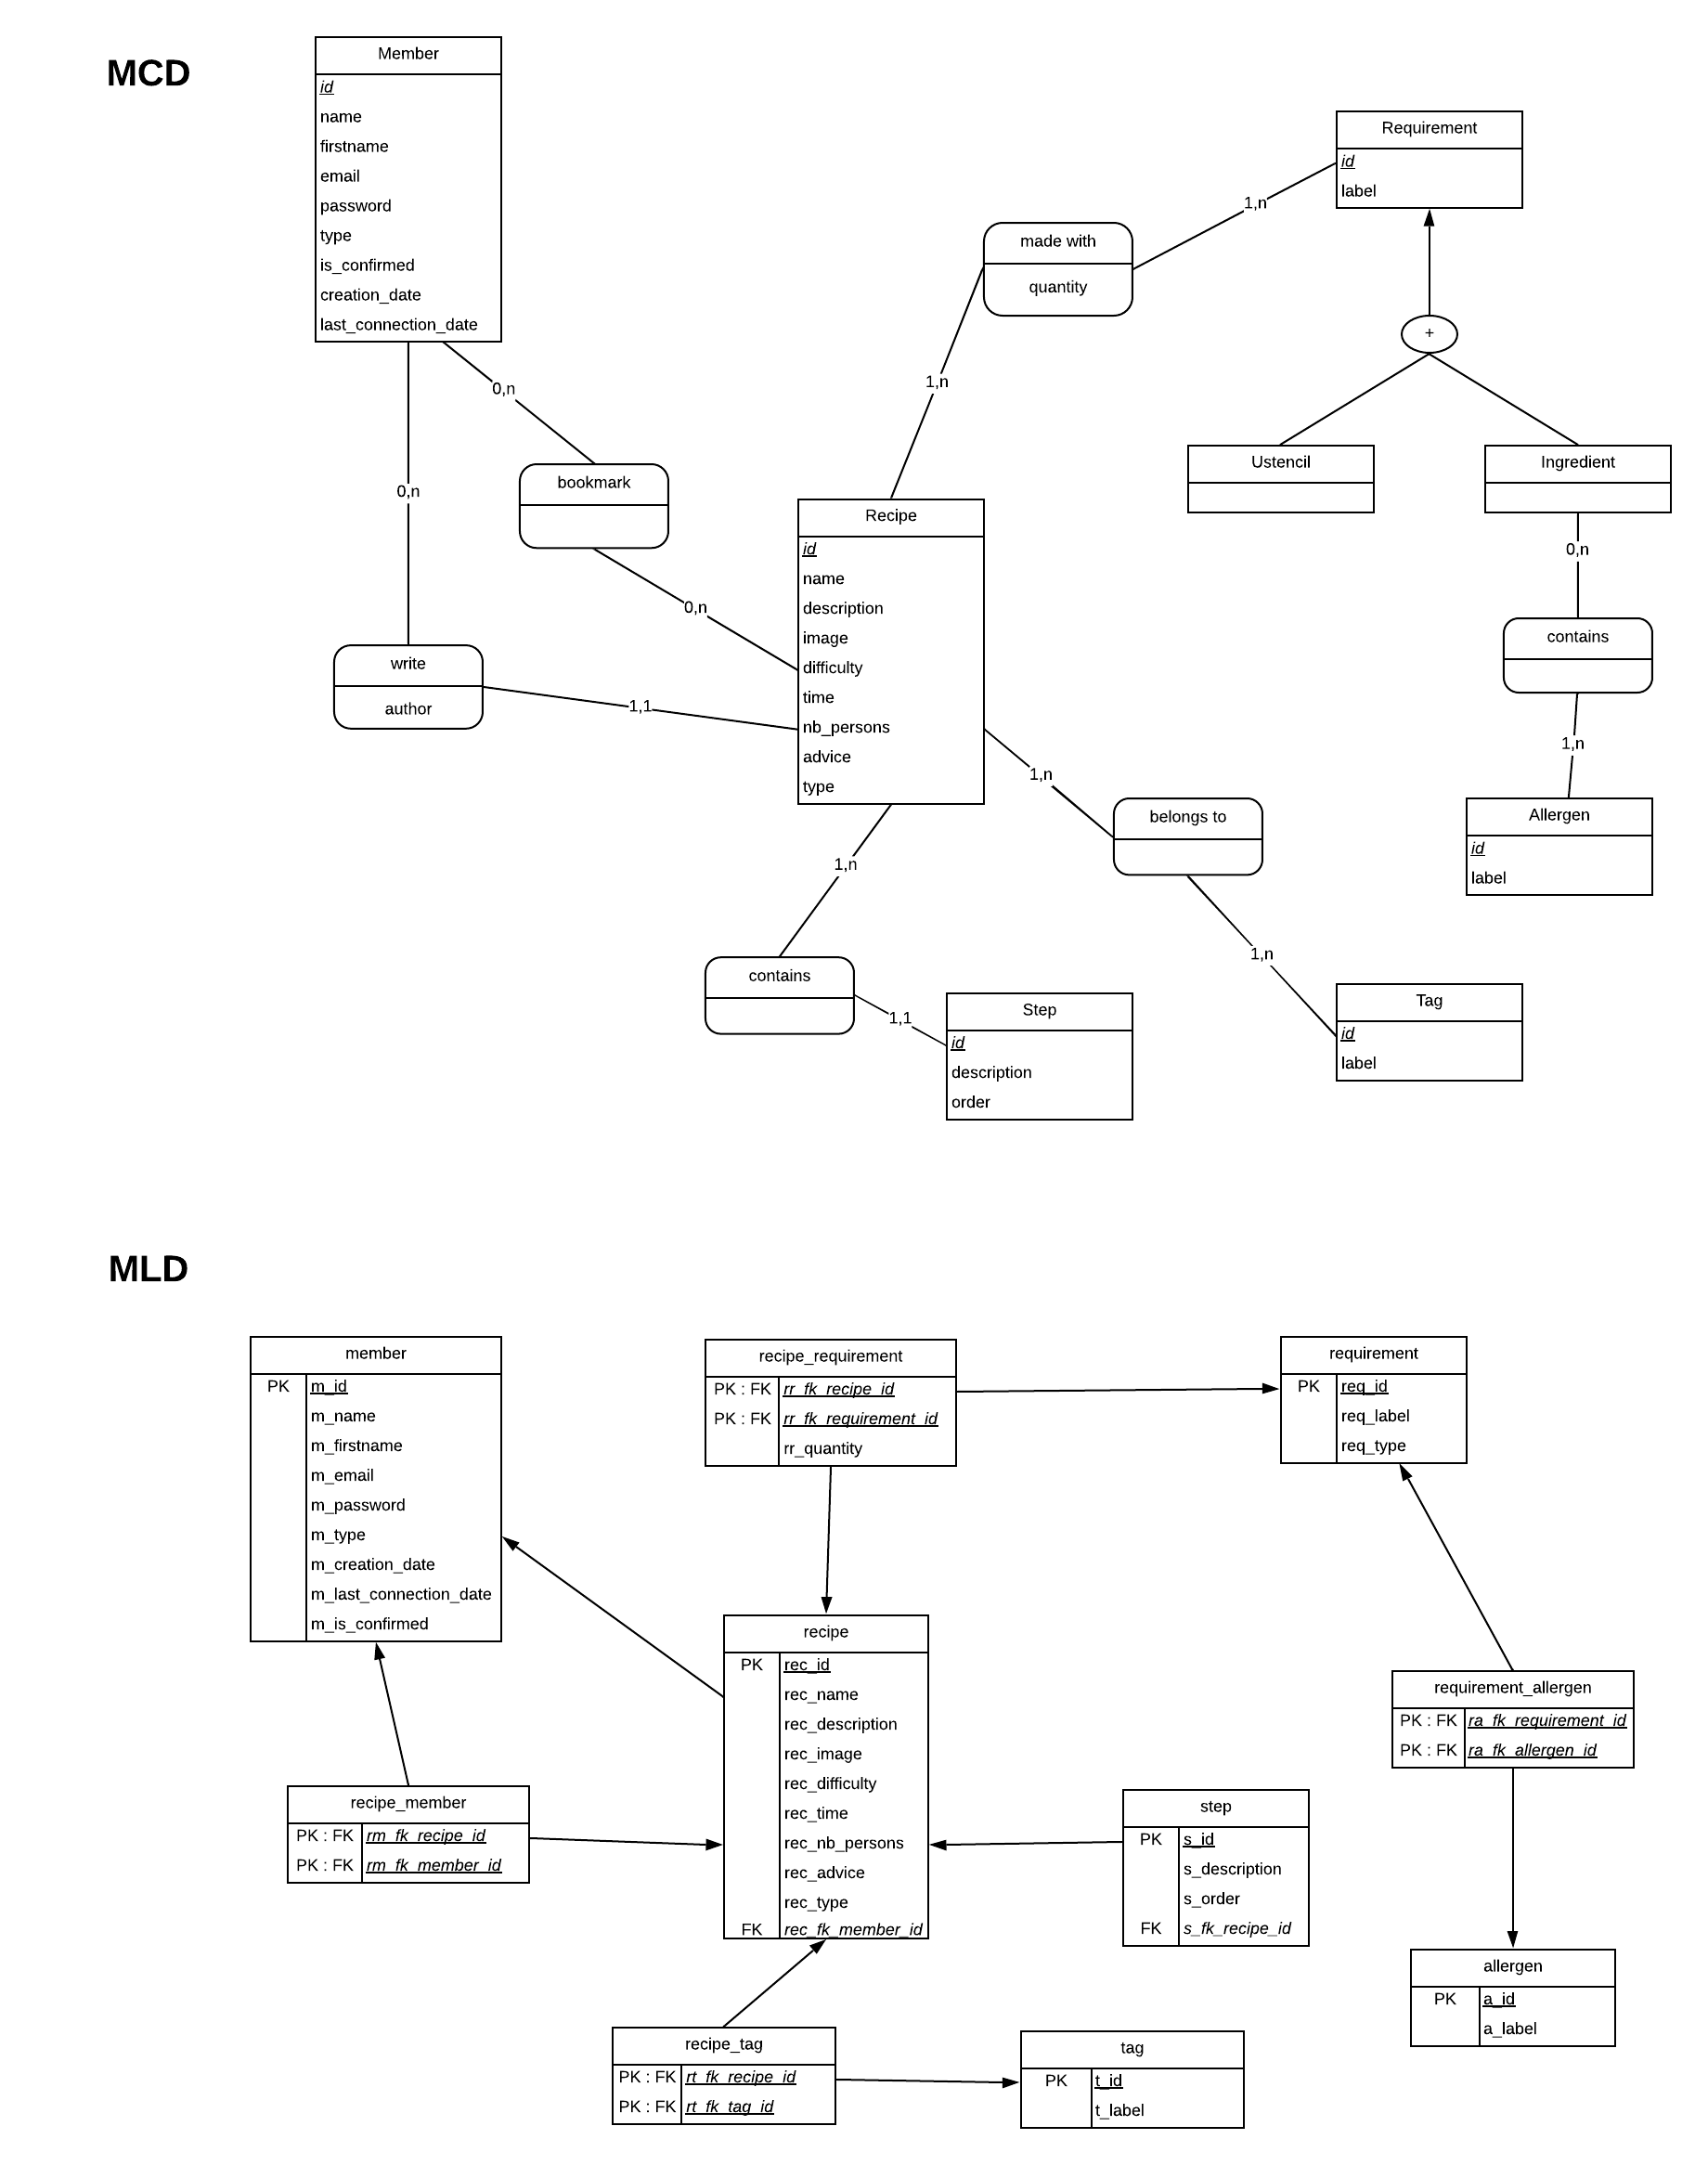 MCD
Member
id
name
firstname
email
password
type
is_confirmed
creation_date
last_connection_date
Requirement
id
label
1,n
made with
quantity
+
1,n
0,n
Ustencil
Ingredient
bookmark
0,n
Recipe
id
name
description
image
difficulty
time
nb_persons
advice
type
0,n
0,n
contains
write
author
1,1
1,n
1,n
Allergen
id
label
belongs to
1,n
1,n
contains
1,1
Step
id
description
order
Tag
id
label
MLD
member
PK m_id
m_name
m_firstname
m_email
m_password
m_type
m_creation_date
m_last_connection_date
m_is_confirmed
recipe_requirement
PK : FK rr_fk_recipe_id
PK : FK rr_fk_requirement_id
rr_quantity
requirement
PK req_id
req_label
req_type
recipe
PK rec_id
rec_name
rec_description
rec_image
rec_difficulty
rec_time
rec_nb_persons
rec_advice
rec_type
FK rec_fk_member_id
requirement_allergen
PK : FK ra_fk_requirement_id
PK : FK ra_fk_allergen_id
recipe_member
PK : FK rm_fk_recipe_id
PK : FK rm_fk_member_id
step
PK s_id
s_description
s_order
FK s_fk_recipe_id
allergen
PK a_id
a_label
recipe_tag
PK : FK rt_fk_recipe_id
PK : FK rt_fk_tag_id
tag
PK t_id
t_label